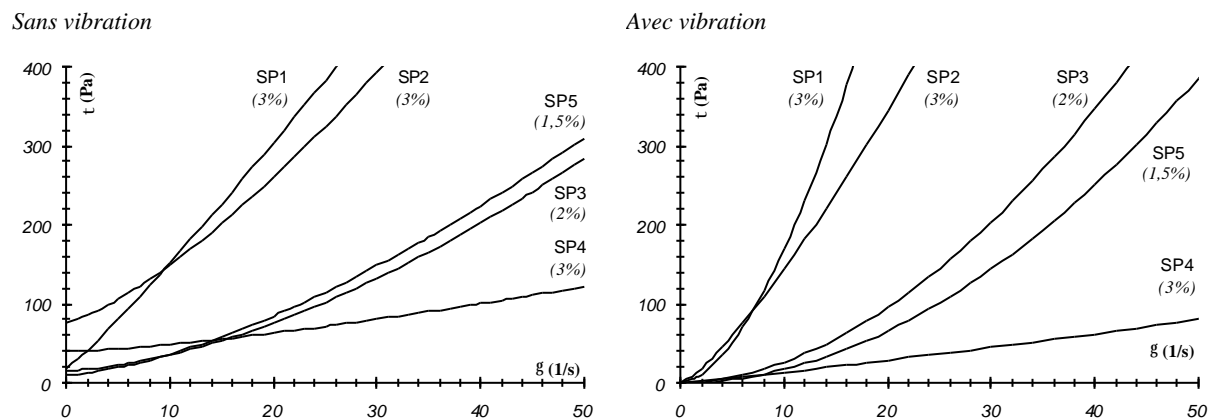 Sans vibration
Avec vibration
400
300
200
100
0
τ (Pa)
SP1
(3%)
SP2
(3%)
SP5
(1,5%)
SP3
(2%)
SP4
(3%)
g (1/s)
0 10 20 30 40 50
400
300
200
100
0
τ (Pa)
SP1
(3%)
SP2
(3%)
SP3
(2%)
SP5
(1,5%)
SP4
(3%)
g (1/s)
0 10 20 30 40 50